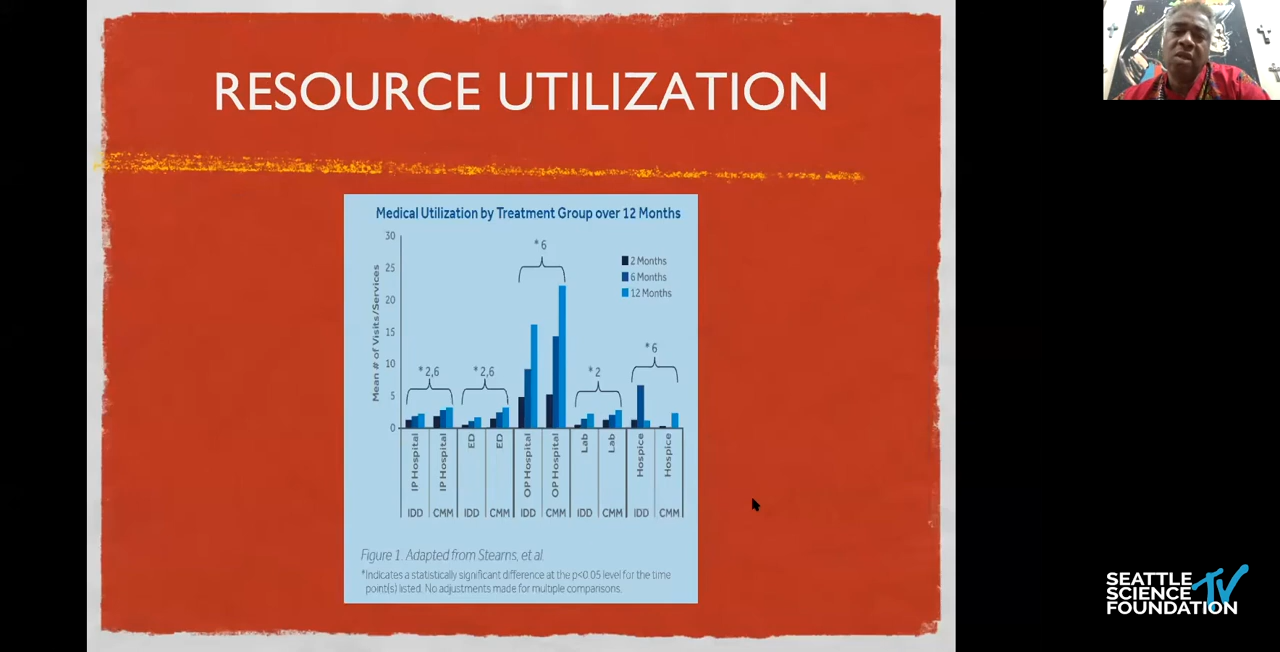 RESOURCE UTILIZATION
Medical Utilization by Treatment Group over 12 Months
Mean # of Visits/Services
30
25
20
15
10
5
0
2 Months
6 Months
12 Months
* 2,6
* 2,6
* 6
* 2
* 6
IP Hospital
IP Hospital
ED
ED
OP Hospital
OP Hospital
Lab
Lab
Hospice
Hospice
IDD
CMM
IDD
CMM
IDD
CMM
IDD
CMM
IDD
CMM
Figure 1. Adapted from Stearns, et al.
*Indicates a statistically significant difference at the p<0.05 level for the time
point(s) listed. No adjustments made for multiple comparisons.
SEATTLE
SCIENCE TV
FOUNDATION